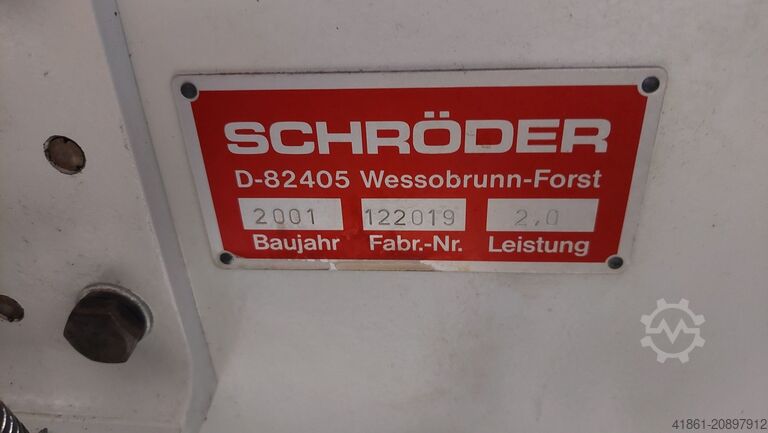 SCHRÖDER
D-82405 Wessobrunn-Forst
2001 122019 2,0
Baujahr Fabr.-Nr. Leistung
41861-20897912